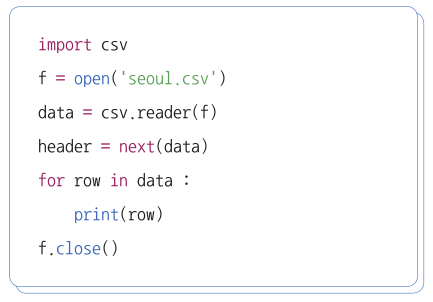 import csv
f = open('seoul.csv')
data = csv.reader(f)
header = next(data)
for row in data :
    print(row)
f.close()